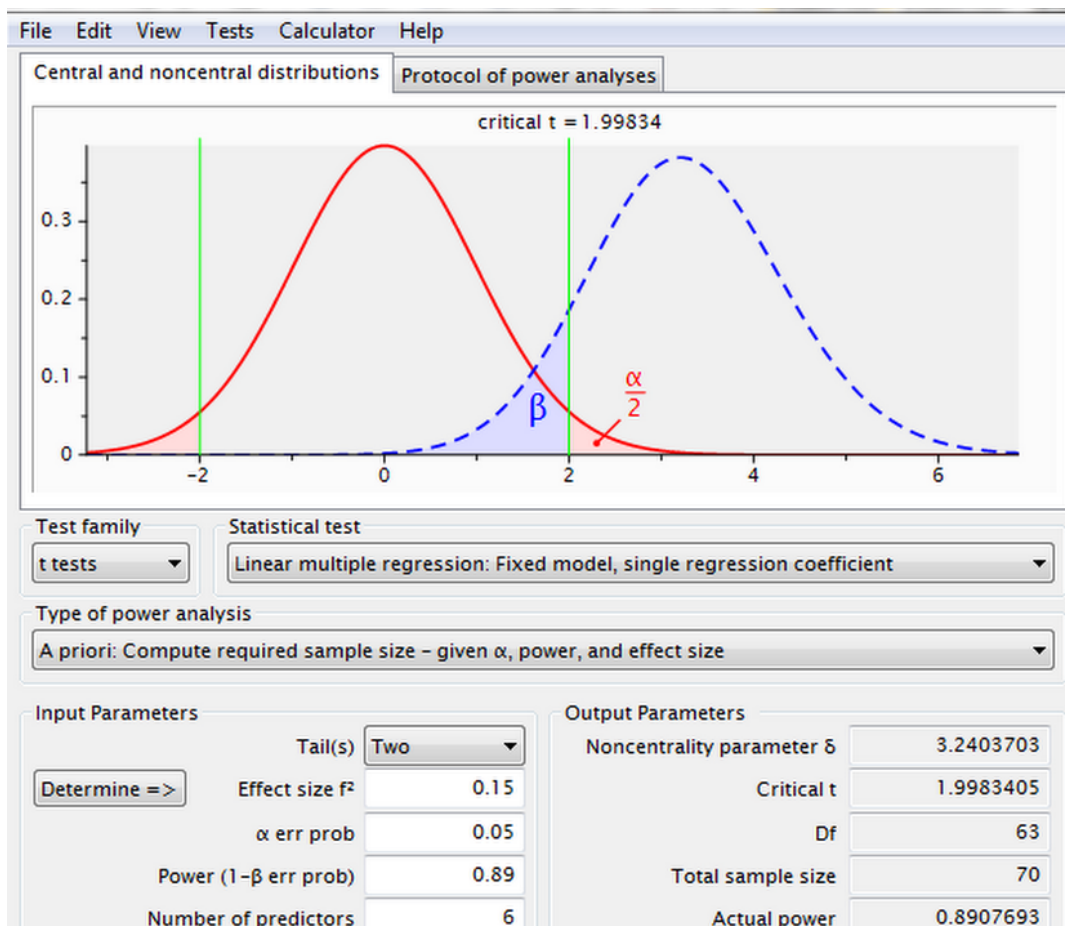 File Edit View Tests Calculator Help
Central and noncentral distributions Protocol of power analyses
critical t = 1.99834
0.3
0.2
0.1
0
β
α
2
-2 0 2 4 6
Test family Statistical test
t tests Linear multiple regression: Fixed model, single regression coefficient
Type of power analysis
A priori: Compute required sample size – given α, power, and effect size
Input Parameters Output Parameters
Tail(s) Two Noncentrality parameter δ 3.2403703
Determine => Effect size f² 0.15 Critical t 1.9983405
α err prob 0.05 Df 63
Power (1-β err prob) 0.89 Total sample size 70
Number of predictors 6 Actual power 0.8907693